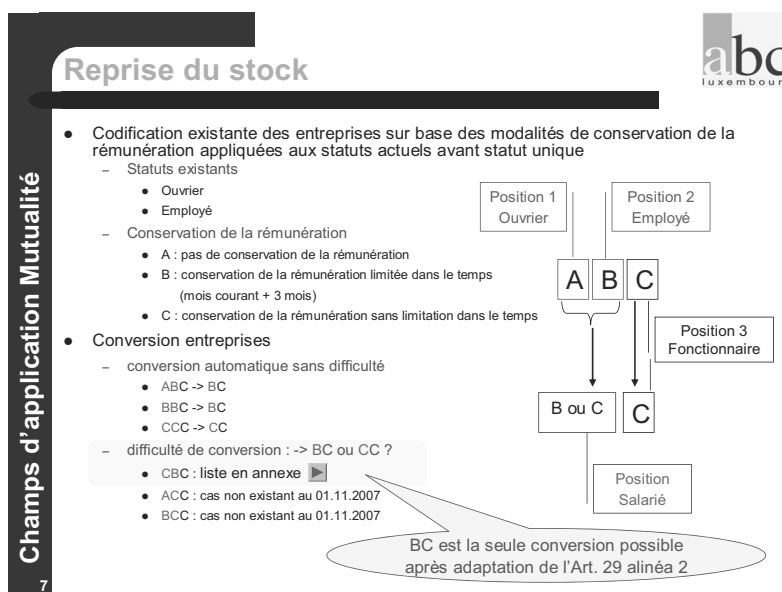 Reprise du stock
abc
luxembour
Champs d'application Mutualité
● Codification existante des entreprises sur base des modalités de conservation de la
rémunération appliquées aux statuts actuels avant statut unique
– Statuts existants
● Ouvrier
● Employé
– Conservation de la rémunération
● A : pas de conservation de la rémunération
● B : conservation de la rémunération limitée dans le temps
(mois courant + 3 mois)
● C : conservation de la rémunération sans limitation dans le temps
● Conversion entreprises
– conversion automatique sans difficulté
● ABC -> BC
● BBC -> BC
● CCC -> CC
– difficulté de conversion : -> BC ou CC ?
● CBC : liste en annexe
● ACC : cas non existant au 01.11.2007
● BCC : cas non existant au 01.11.2007
Position 1
Ouvrier
Position 2
Employé
A B C
Position 3
Fonctionnaire
B ou C C
Position
Salarié
BC est la seule conversion possible
après adaptation de l'Art. 29 alinéa 2
7